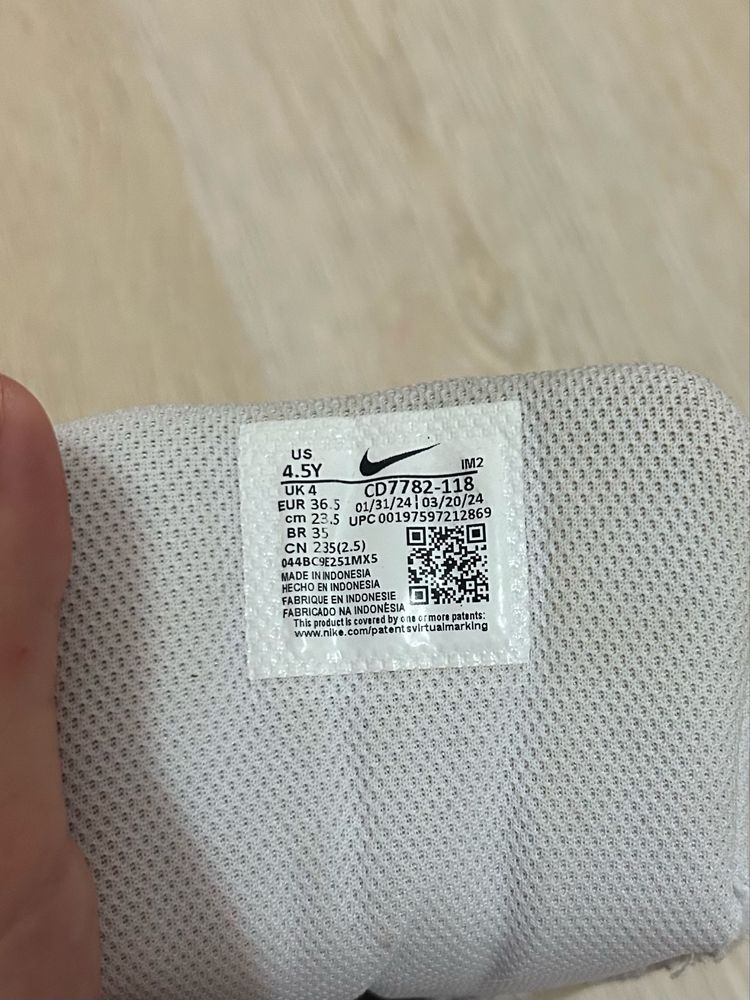 US
4.5Y
IM2
UK 4
CD7782-118
EUR 36.5
01/31/24 | 03/20/24
cm 23.5
UPC 00197597212869
BR 35
CN 235(2.5)
044BC9E251MX5
MADE IN INDONESIA
HECHO EN INDONESIA
FABRIQUE EN INDONESIE
FABRICADO NA INDONÈSIA
This product is covered by one or more patents:
www.nike.com/patentsvirtualmarking